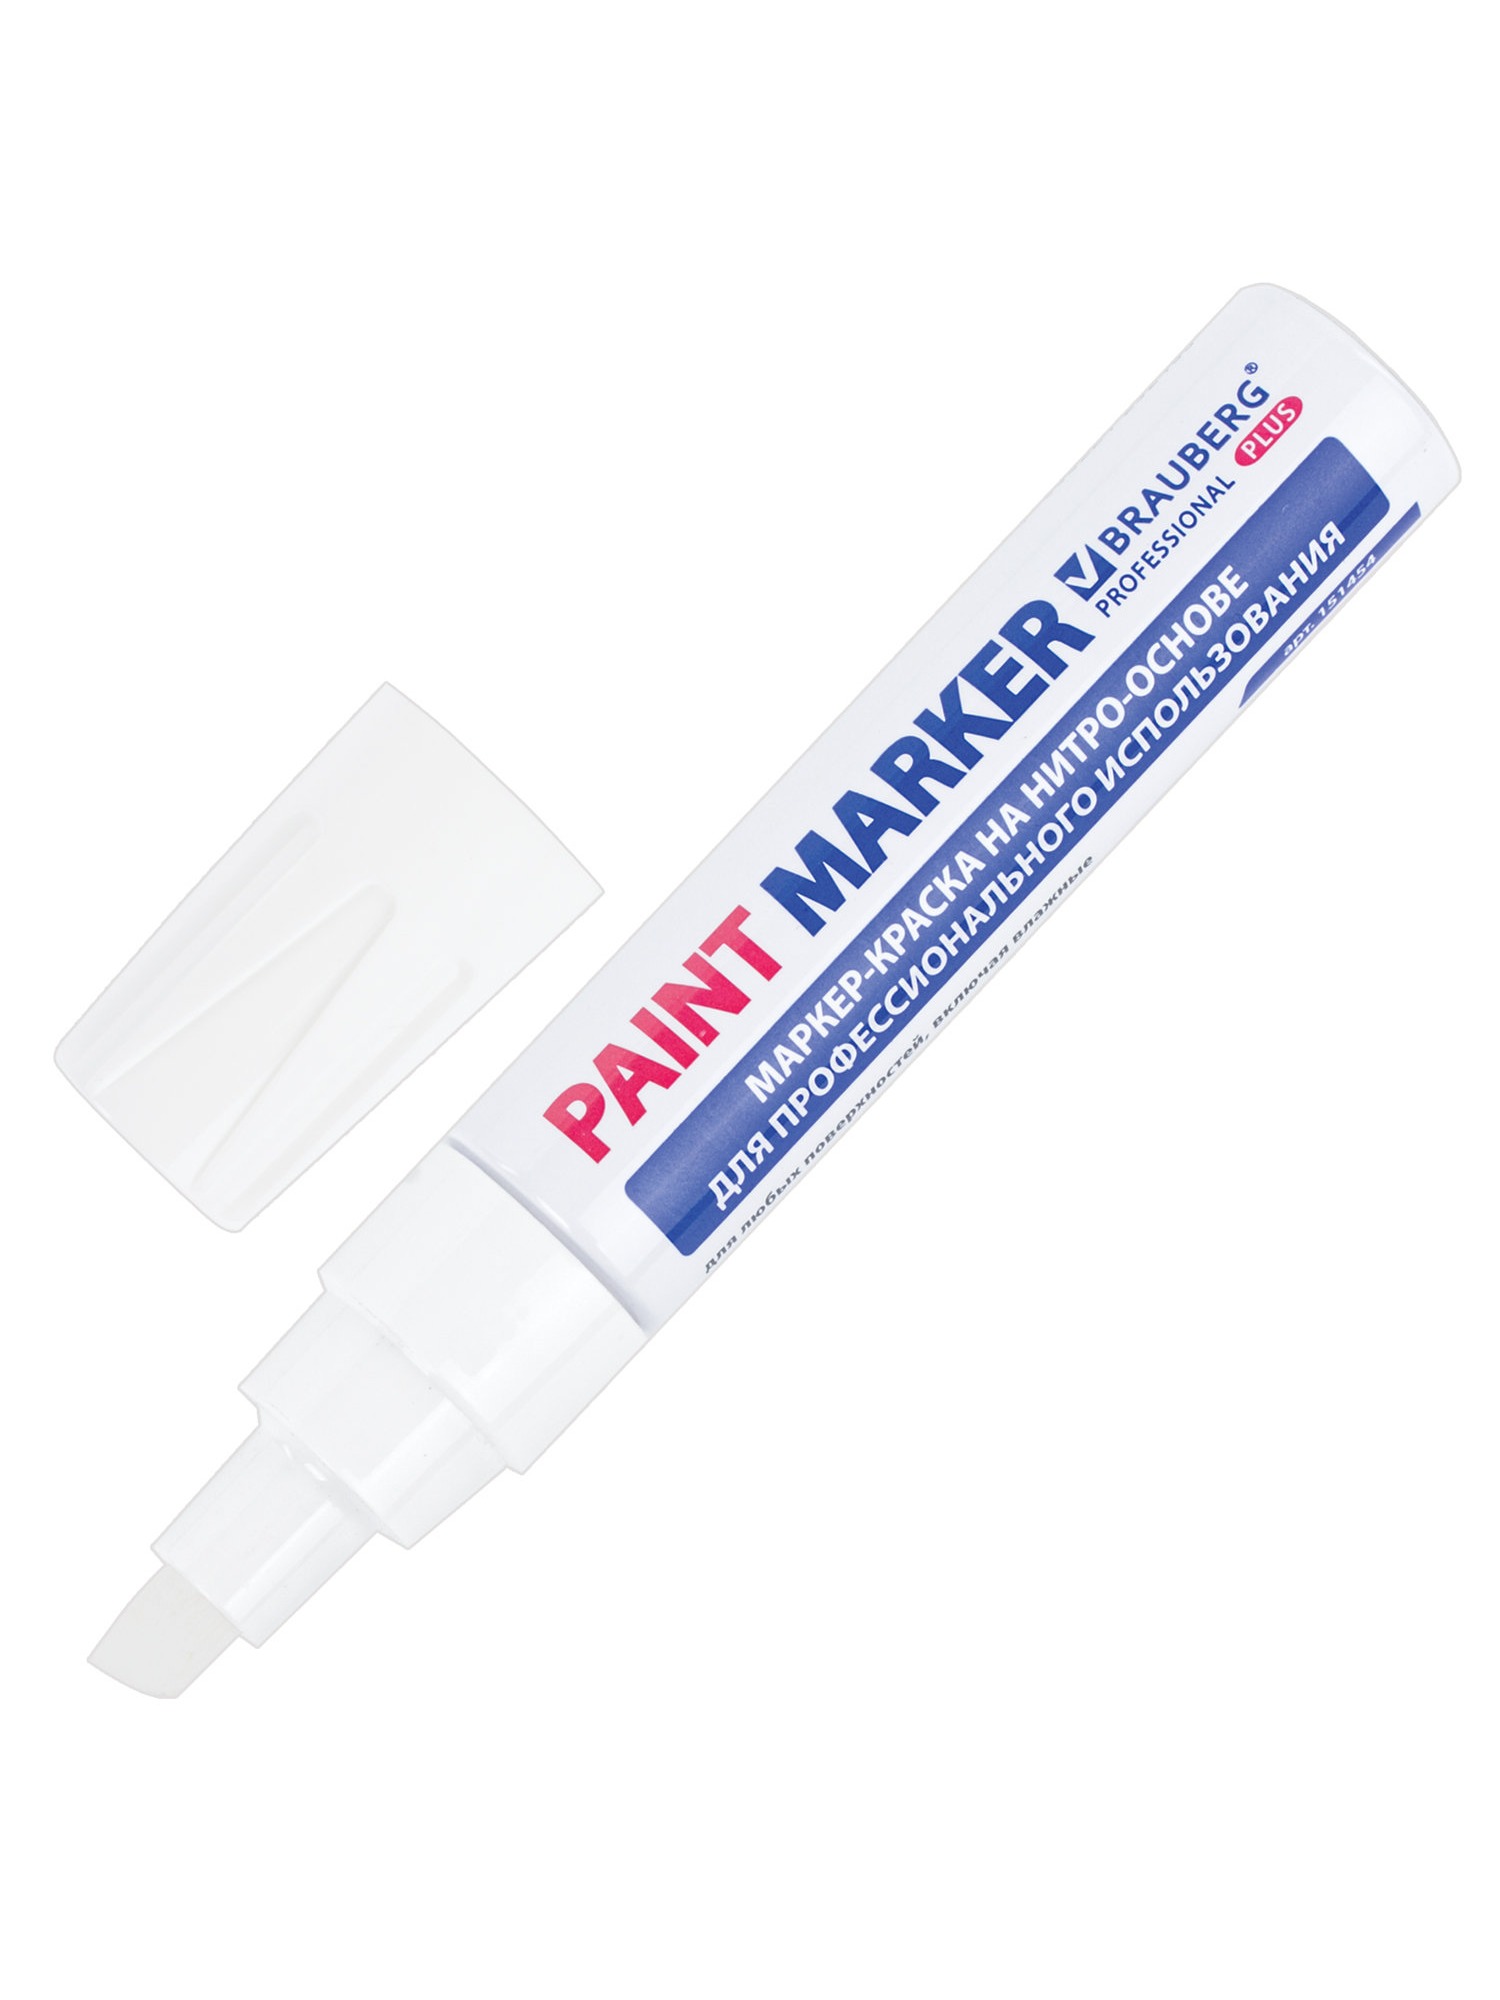 PAINT MARKER
BRAUBERG®
PROFESSIONAL PLUS
МАРКЕР-КРАСКА НА НИТРО-ОСНОВЕ
ДЛЯ ПРОФЕССИОНАЛЬНОГО ИСПОЛЬЗОВАНИЯ
для любых поверхностей, включая влажные
арт. 151454